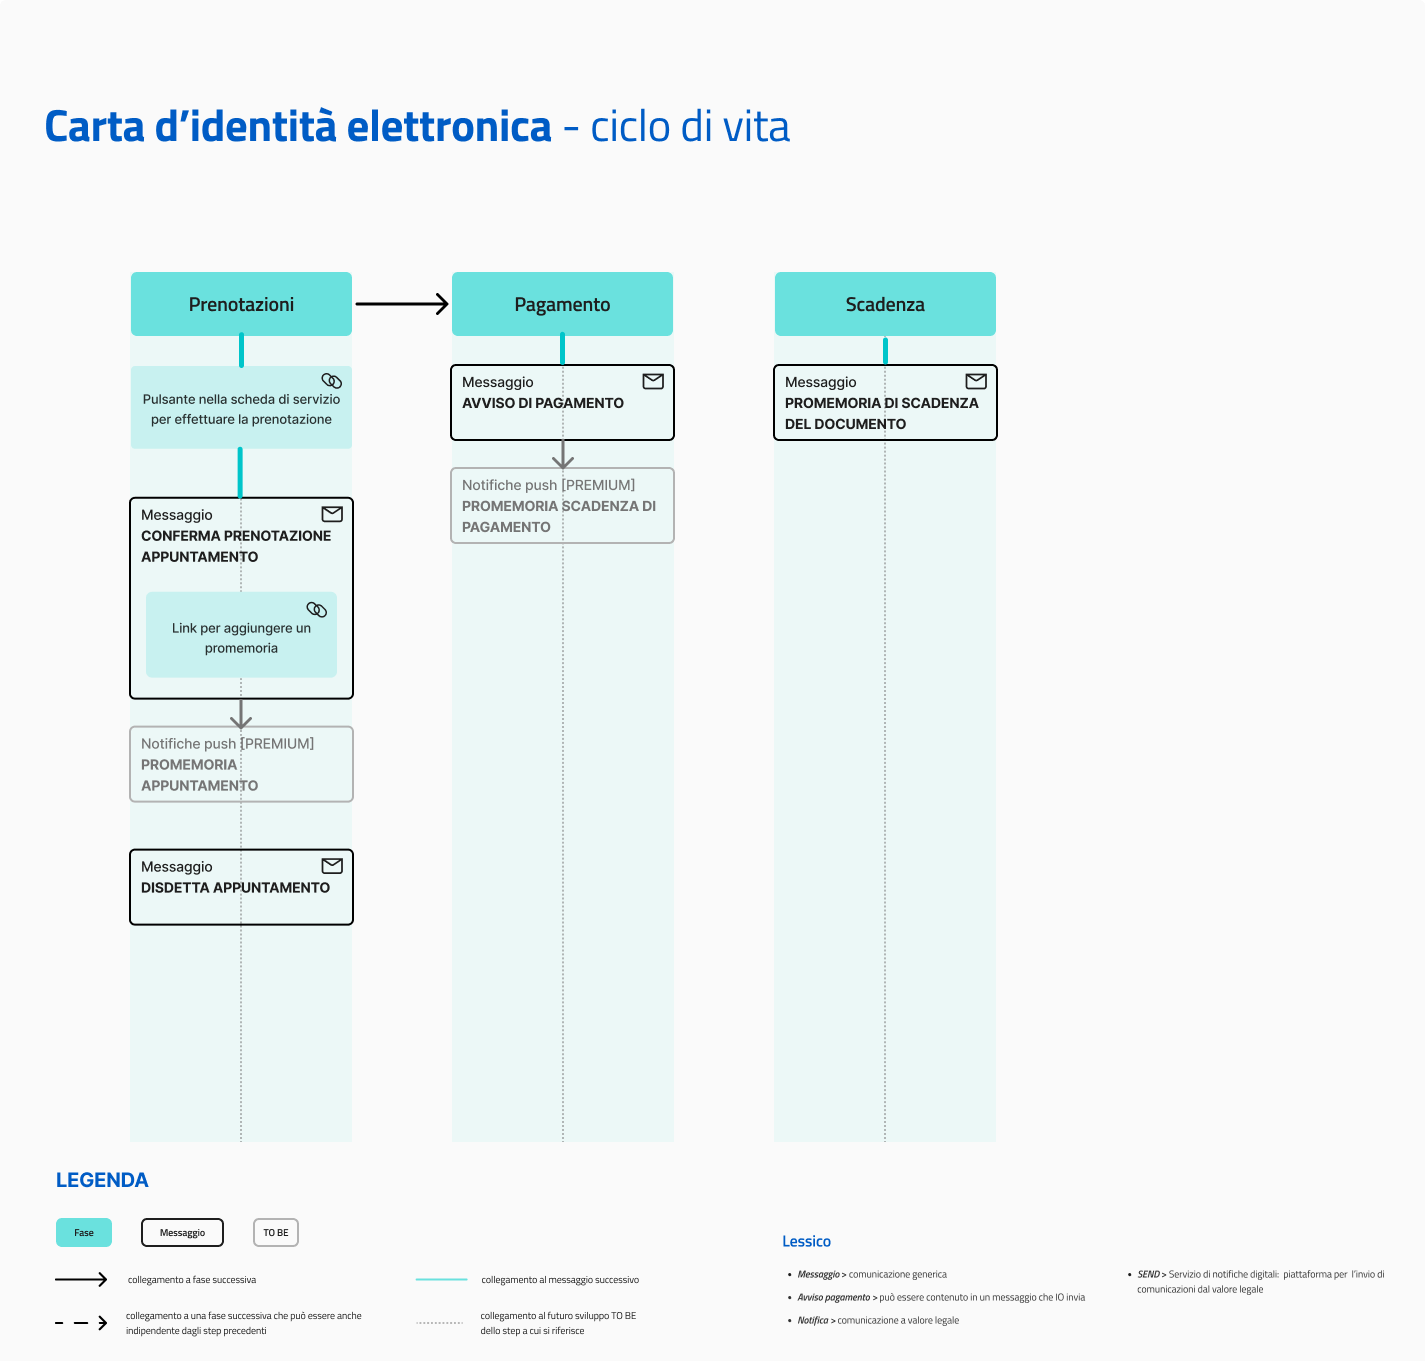 Carta d’identità elettronica - ciclo di vita
Prenotazioni
Pulsante nella scheda di servizio
per effettuare la prenotazione
Messaggio
CONFERMA PRENOTAZIONE
APPUNTAMENTO
Link per aggiungere un
promemoria
Notifiche push [PREMIUM]
PROMEMORIA
APPUNTAMENTO
Messaggio
DISDETTA APPUNTAMENTO
Pagamento
Messaggio
AVVISO DI PAGAMENTO
Notifiche push [PREMIUM]
PROMEMORIA SCADENZA DI
PAGAMENTO
Scadenza
Messaggio
PROMEMORIA DI SCADENZA
DEL DOCUMENTO
LEGENDA
Fase
Messaggio
TO BE
collegamento a fase successiva
collegamento a una fase successiva che può essere anche
indipendente dagli step precedenti
collegamento al messaggio successivo
collegamento al futuro sviluppo TO BE
dello step a cui si riferisce
Lessico
• Messaggio > comunicazione generica
• Avviso pagamento > può essere contenuto in un messaggio che IO invia
• Notifica > comunicazione a valore legale
• SEND > Servizio di notifiche digitali: piattaforma per l’invio di
comunicazioni dal valore legale